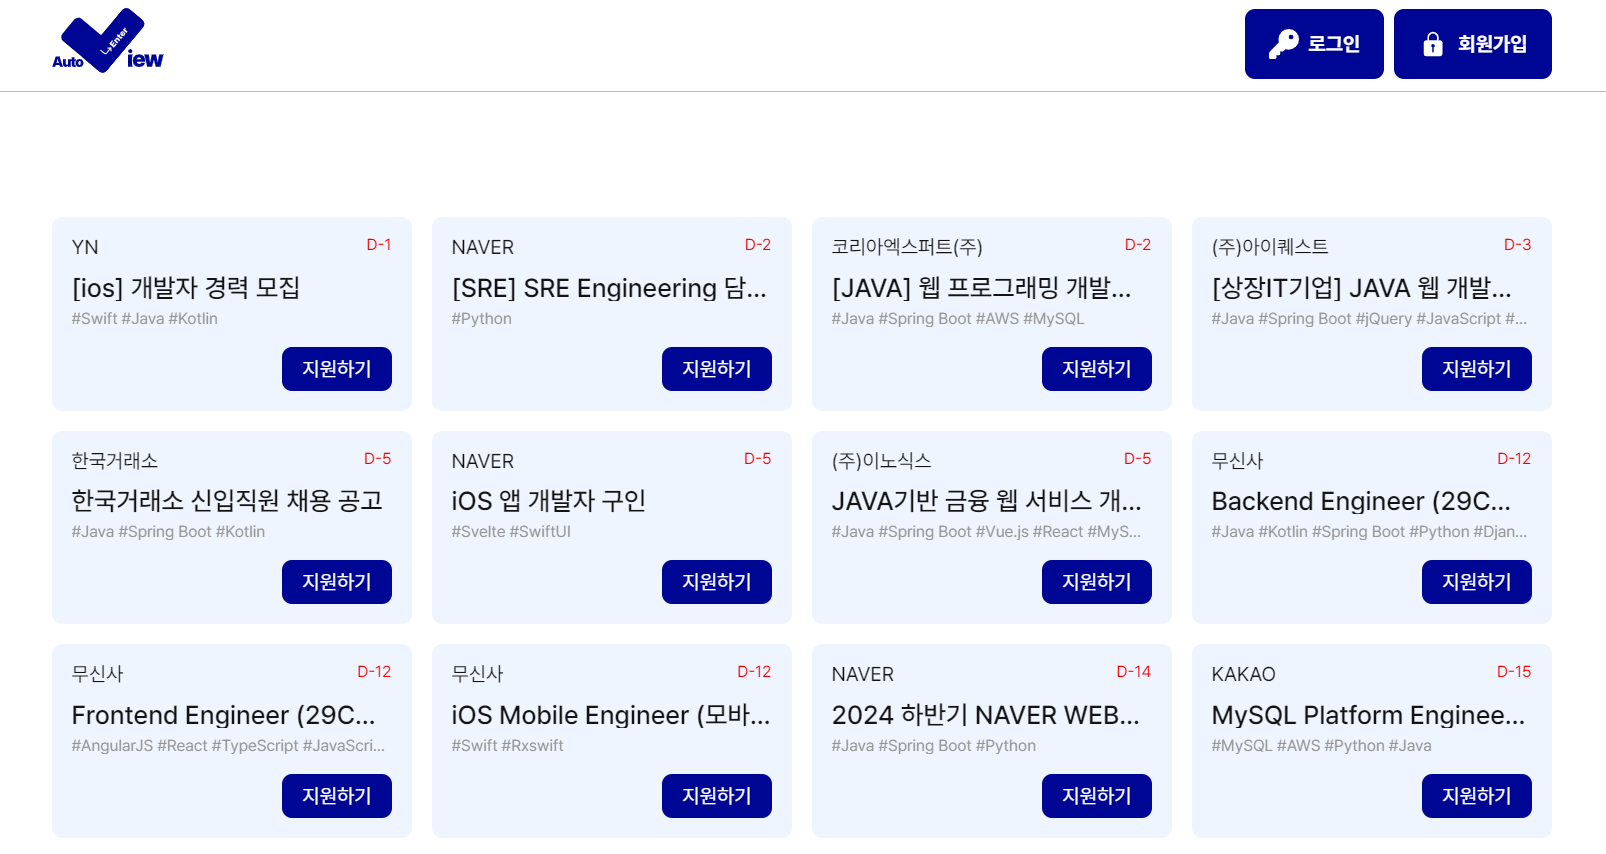 Auto View
Enter
로그인
회원가입
YN
D-1
[ios] 개발자 경력 모집
#Swift #Java #Kotlin
지원하기
NAVER
D-2
[SRE] SRE Engineering 담...
#Python
지원하기
코리아엑스퍼트(주)
D-2
[JAVA] 웹 프로그래밍 개발...
#Java #Spring Boot #AWS #MySQL
지원하기
(주)아이퀘스트
D-3
[상장IT기업] JAVA 웹 개발...
#Java #Spring Boot #jQuery #JavaScript #...
지원하기
한국거래소
D-5
한국거래소 신입직원 채용 공고
#Java #Spring Boot #Kotlin
지원하기
NAVER
D-5
iOS 앱 개발자 구인
#Svelte #SwiftUI
지원하기
(주)이노식스
D-5
JAVA기반 금융 웹 서비스 개...
#Java #Spring Boot #Vue.js #React #MyS...
지원하기
무신사
D-12
Backend Engineer (29C...
#Java #Kotlin #Spring Boot #Python #Djan...
지원하기
무신사
D-12
Frontend Engineer (29C...
#AngularJS #React #TypeScript #JavaScri...
지원하기
무신사
D-12
iOS Mobile Engineer (모바...
#Swift #Rxswift
지원하기
NAVER
D-14
2024 하반기 NAVER WEB...
#Java #Spring Boot #Python
지원하기
KAKAO
D-15
MySQL Platform Enginee...
#MySQL #AWS #Python #Java
지원하기